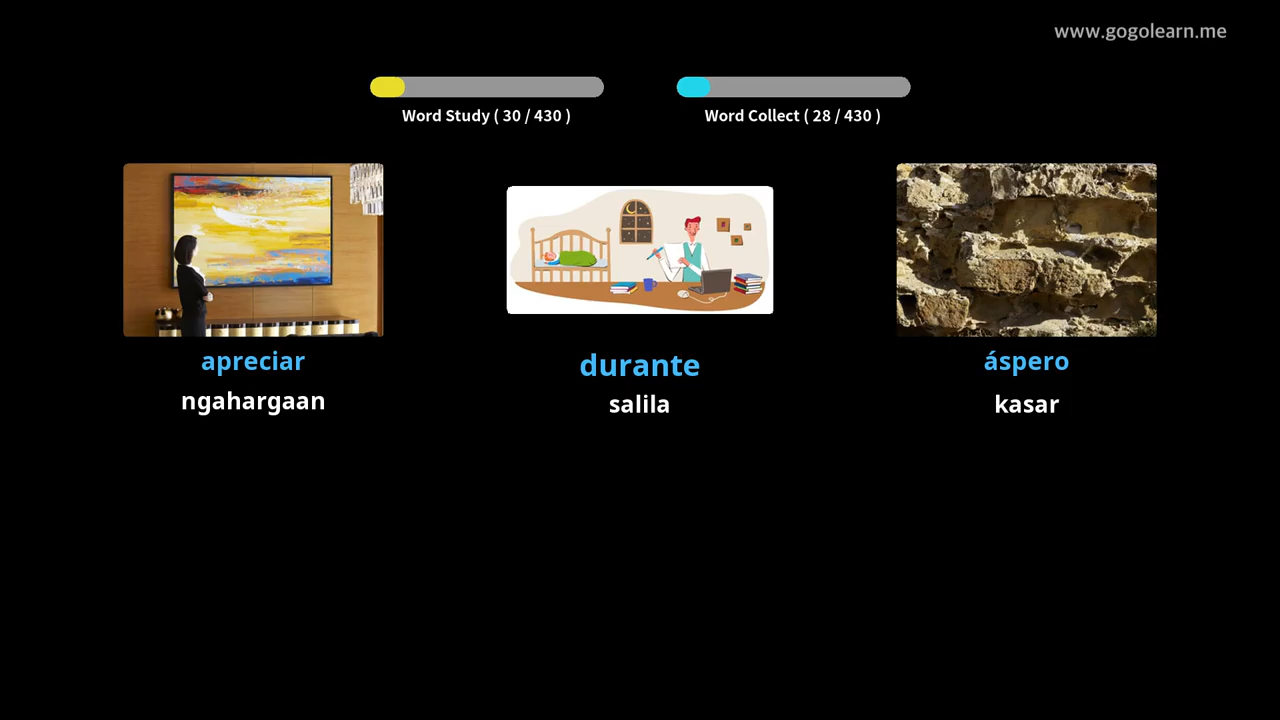 www.gogolearn.me
Word Study ( 30 / 430 )
Word Collect ( 28 / 430 )
apreciar
ngahargaan
durante
salila
áspero
kasar